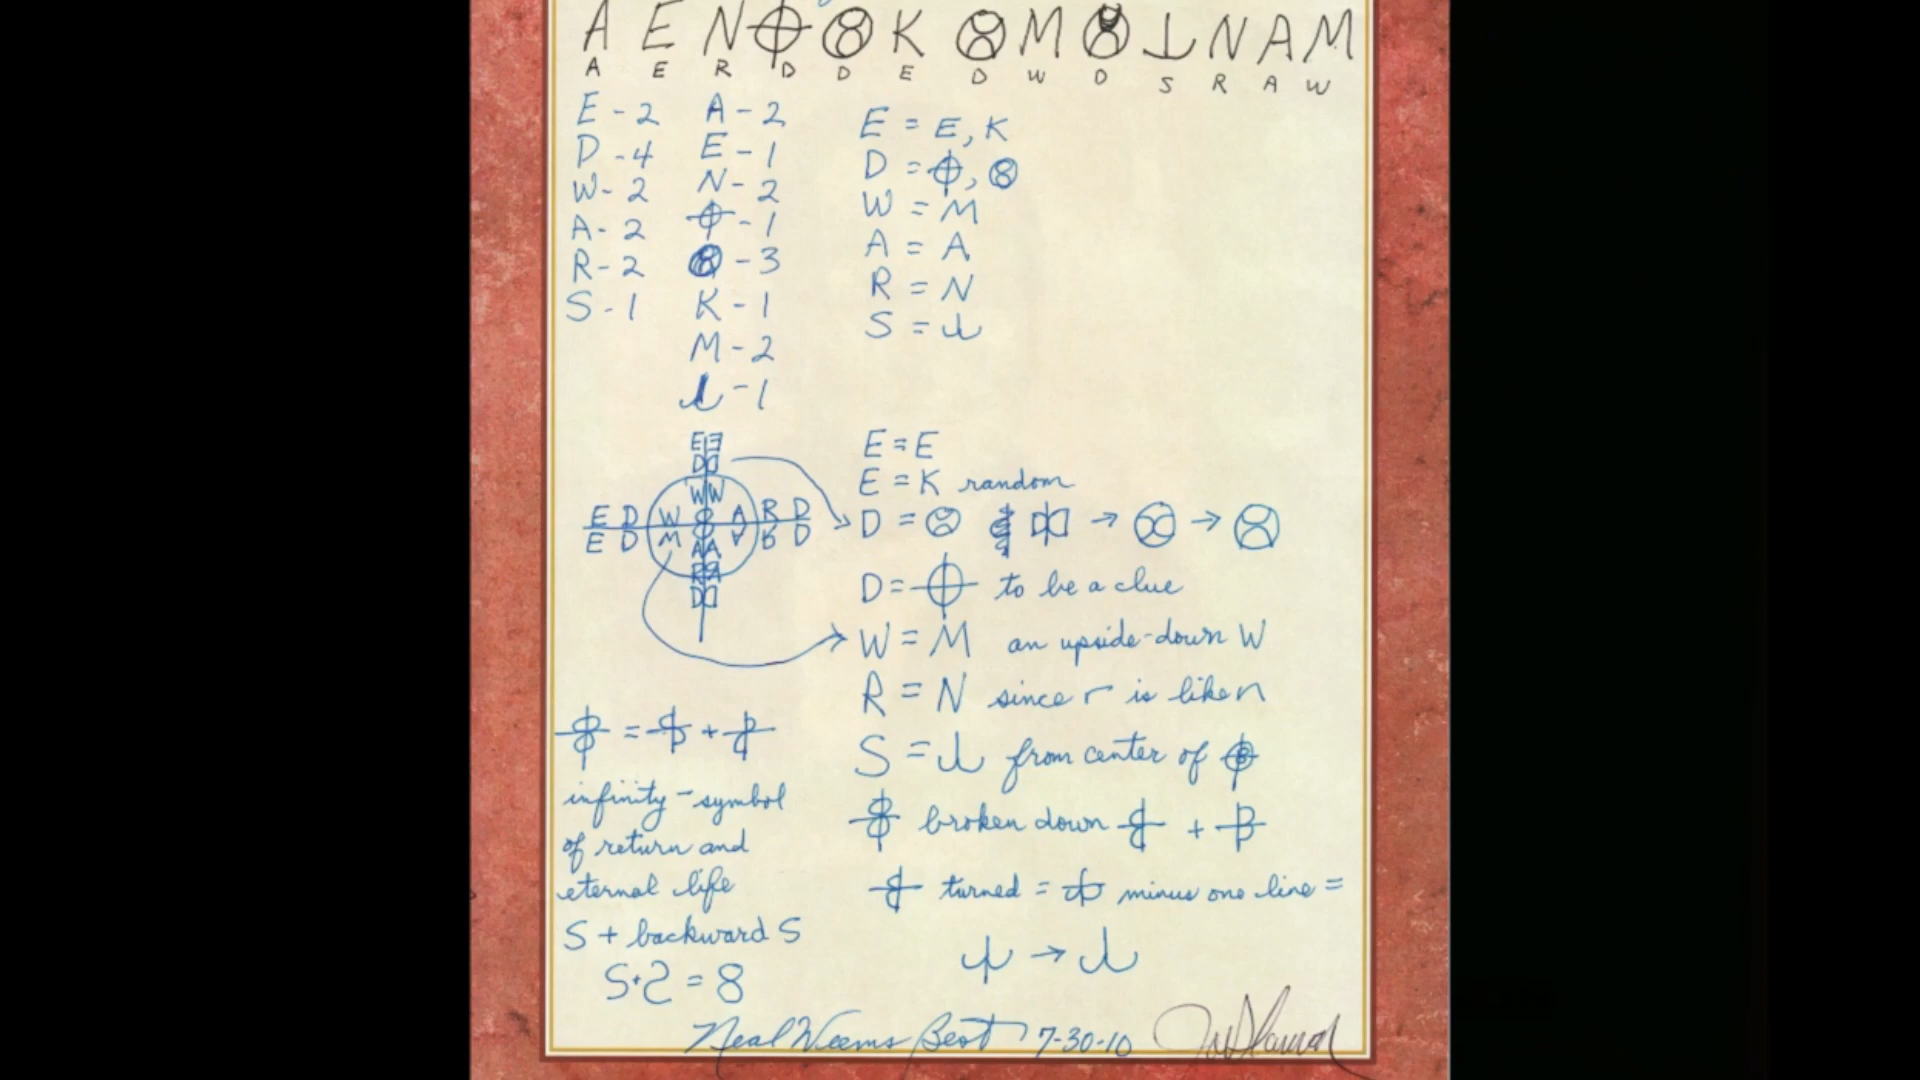 A E N ⌖ ⊗ K ⊗ M ⊗ ⊥ N A M
A E R D D E D W D S R A W
E - 2 A - 2 E = E, K
D - 4 E - 1 D = ⌖, ⊗
W - 2 N - 2 W = M
A - 2 ⌖ - 1 A = A
R - 2 ⊗ - 3 R = N
S - 1 K - 1 S =
M - 2
- 1
E = E
E = K random
D =
D = ⌖ to be a clue
W = M an upside-down W
R = N since r is like n
S = from center of
broken down +
turned = minus one line =
→
E E
D D
W W
E D W 8 A R D
E D M A D
A A
R
D D
= +
infinity - symbol
of return and
eternal life
S + backward S
S + Ƨ = 8
Neal Weems Best 7-30-10